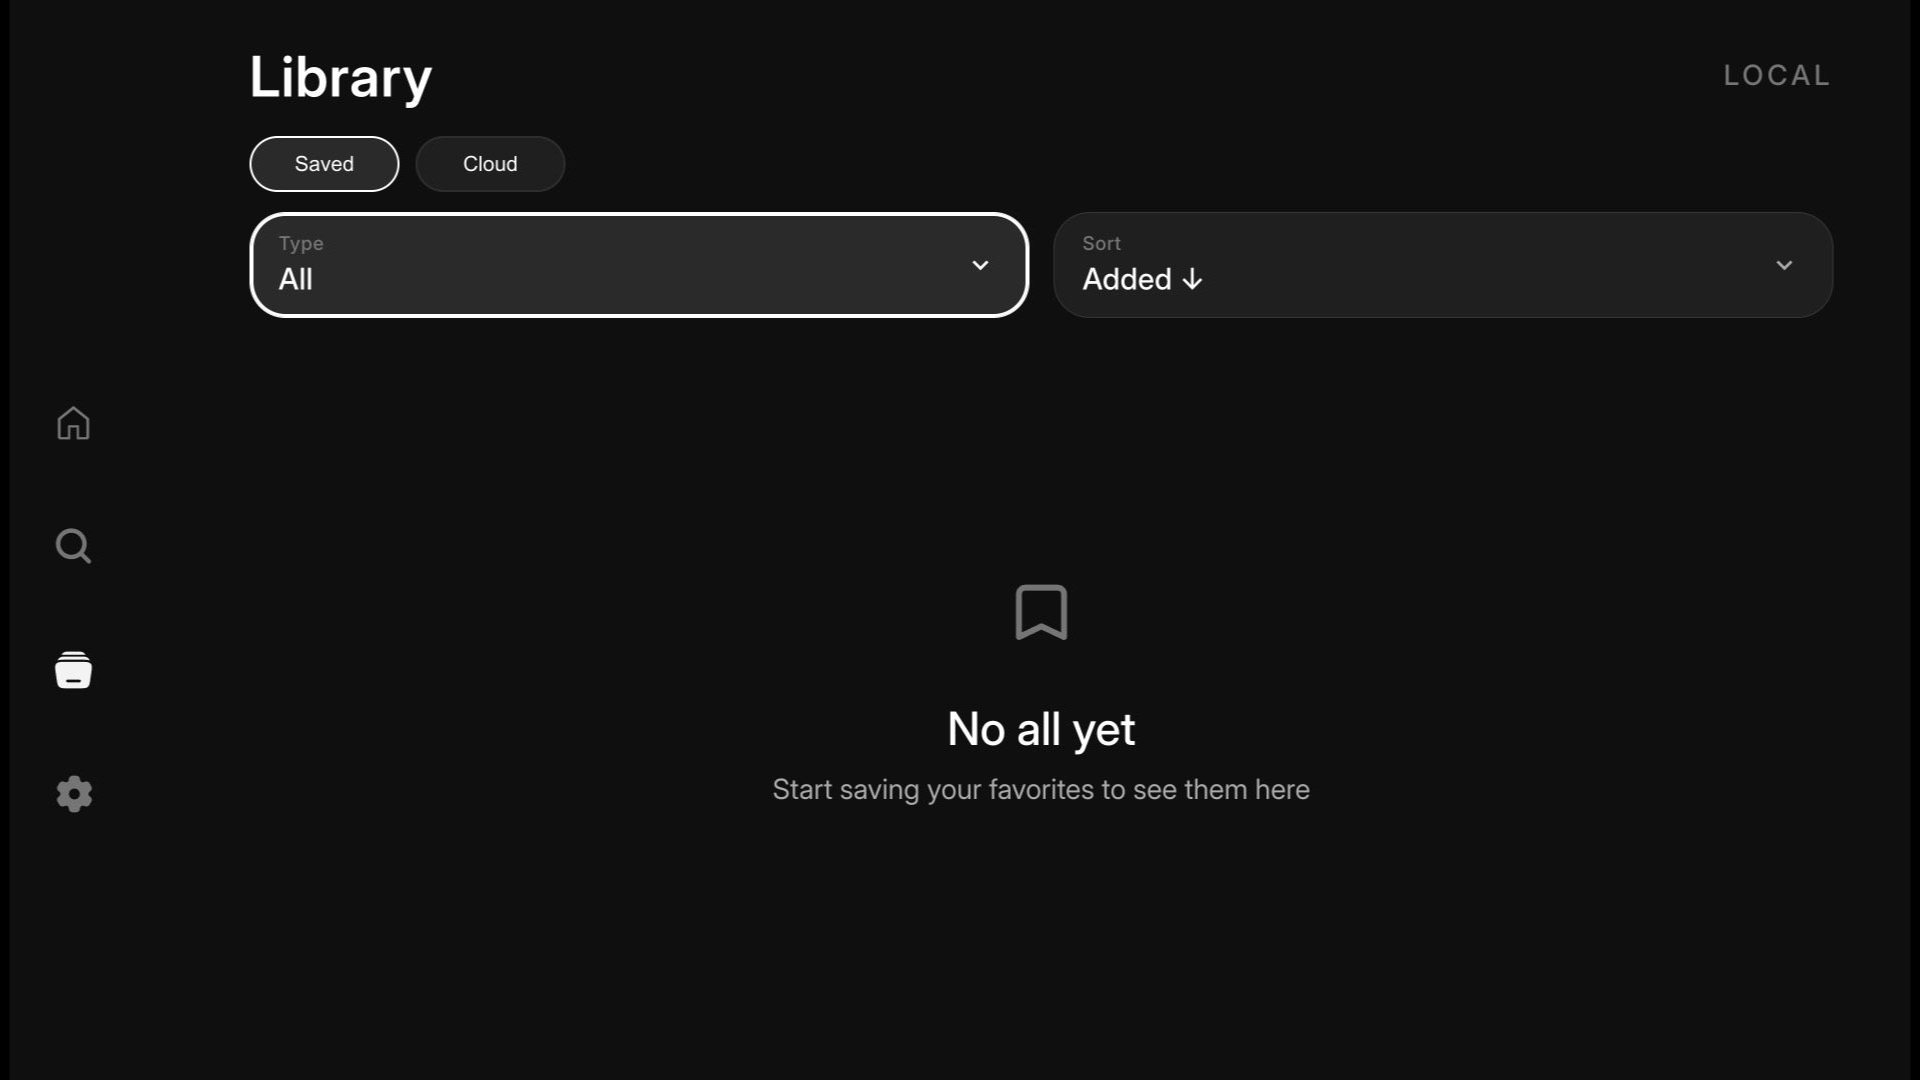 Library
LOCAL
Saved
Cloud
Type
All
Sort
Added ↓
No all yet
Start saving your favorites to see them here